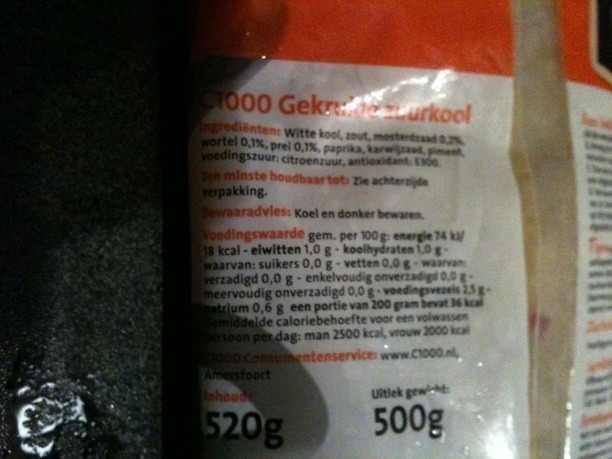 C1000 Gekruide zuurkool
Ingrediënten: Witte kool, zout, mosterdzaad 0,2%,
wortel 0,1%, prei 0,1%, paprika, karwijzaad, piment,
voedingszuur: citroenzuur, antioxidant: E300.
Ten minste houdbaar tot: Zie achterzijde
verpakking.
Bewaaradvies: Koel en donker bewaren.
Voedingswaarde gem. per 100 g: energie 74 kJ/
18 kcal - eiwitten 1,0 g - koolhydraten 1,0 g -
waarvan: suikers 0,0 g - vetten 0,0 g - waarvan:
verzadigd 0,0 g - enkelvoudig onverzadigd 0,0 g -
meervoudig onverzadigd 0,0 g - voedingsvezels 2,5 g -
natrium 0,6 g een portie van 200 gram bevat 36 kcal
Gemiddelde caloriebehoefte voor een volwassen
persoon per dag: man 2500 kcal, vrouw 2000 kcal
C1000 Consumentenservice: www.C1000.nl,
Amersfoort
Inhoud:
520g
Uitlek gewicht:
500g